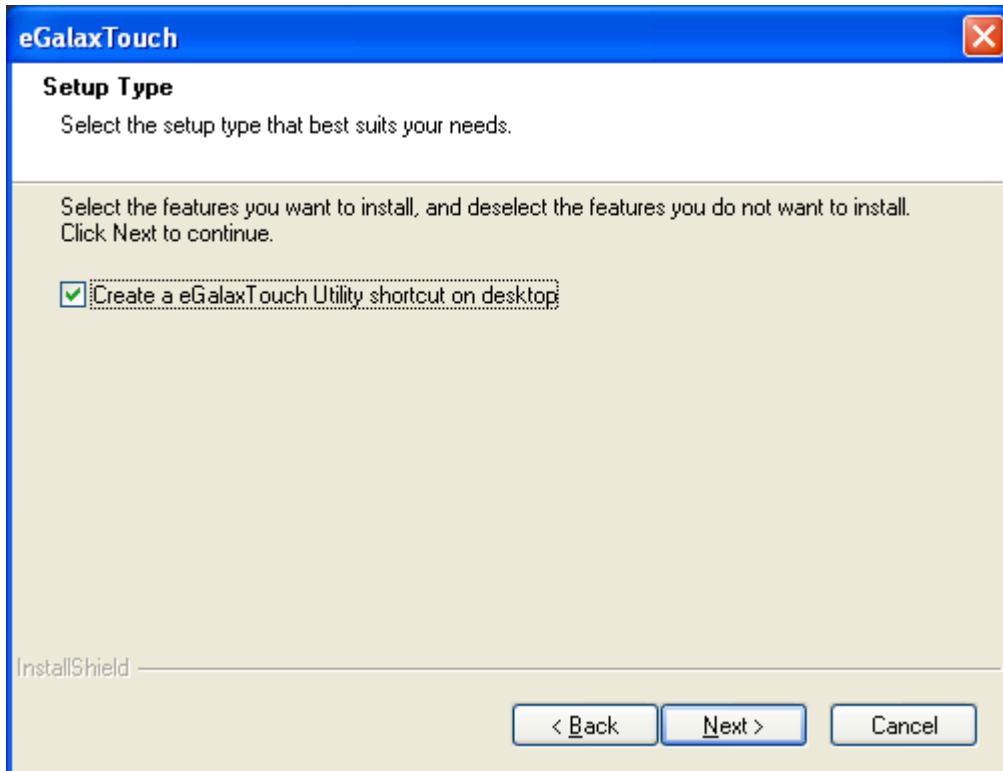 eGalaxTouch
Setup Type
Select the setup type that best suits your needs.
Select the features you want to install, and deselect the features you do not want to install.
Click Next to continue.
Create a eGalaxTouch Utility shortcut on desktop
InstallShield
< Back
Next >
Cancel